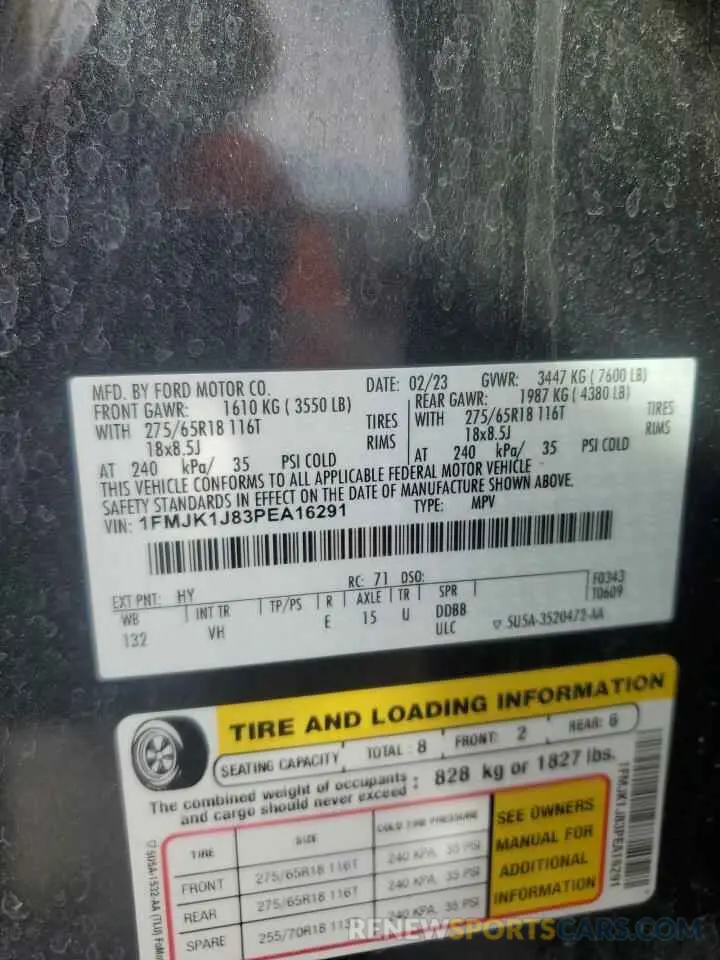 MFD. BY FORD MOTOR CO. DATE: 02/23 GVWR: 3447 KG ( 7600 LB)
FRONT GAWR: 1610 KG ( 3550 LB) REAR GAWR: 1987 KG ( 4380 LB)
WITH 275/65R18 116T TIRES WITH 275/65R18 116T TIRES
18x8.5J RIMS 18x8.5J RIMS
AT 240 kPa/ 35 PSI COLD AT 240 kPa/ 35 PSI COLD
THIS VEHICLE CONFORMS TO ALL APPLICABLE FEDERAL MOTOR VEHICLE
SAFETY STANDARDS IN EFFECT ON THE DATE OF MANUFACTURE SHOWN ABOVE.
VIN: 1FMJK1J83PEA16291 TYPE: MPV
EXT PNT: HY RC: 71 DSO: F0343
WB INT TR TP/PS R AXLE TR SPR T0609
132 VH E 15 U DDBB
ULC ▽ 5U5A-3520472-AA
TIRE AND LOADING INFORMATION
SEATING CAPACITY TOTAL : 8 FRONT: 2 REAR: 6
The combined weight of occupants and cargo should never exceed : 828 kg or 1827 lbs.
TIRE SIZE COLD TIRE PRESSURE
FRONT 275/65R18 116T 240 KPA, 35 PSI
REAR 275/65R18 116T 240 KPA, 35 PSI
SPARE 255/70R18 113 240 KPA, 35 PSI
SEE OWNERS
MANUAL FOR
ADDITIONAL
INFORMATION
1FMJK1J83PEA16291
RENEWSPORTSCARS.COM